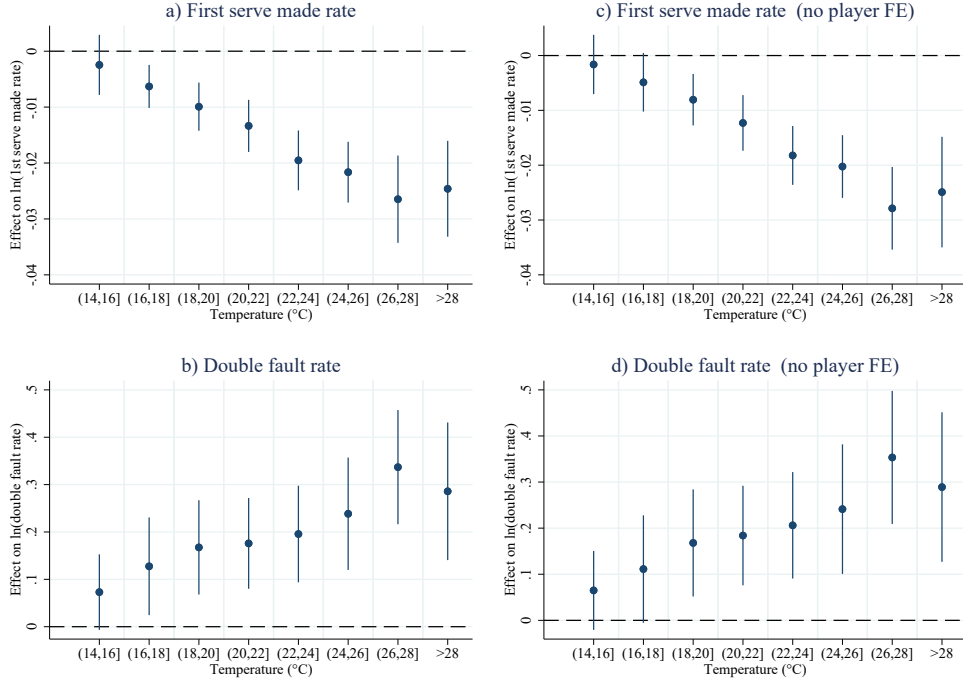 a) First serve made rate
Effect on ln(1st serve made rate)
0
-.01
-.02
-.03
-.04
(14,16] (16,18] (18,20] (20,22] (22,24] (24,26] (26,28] >28
Temperature (°C)
c) First serve made rate (no player FE)
Effect on ln(1st serve made rate)
0
-.01
-.02
-.03
-.04
(14,16] (16,18] (18,20] (20,22] (22,24] (24,26] (26,28] >28
Temperature (°C)
b) Double fault rate
Effect on ln(double fault rate)
.5
.4
.3
.2
.1
0
(14,16] (16,18] (18,20] (20,22] (22,24] (24,26] (26,28] >28
Temperature (°C)
d) Double fault rate (no player FE)
Effect on ln(double fault rate)
.5
.4
.3
.2
.1
0
(14,16] (16,18] (18,20] (20,22] (22,24] (24,26] (26,28] >28
Temperature (°C)